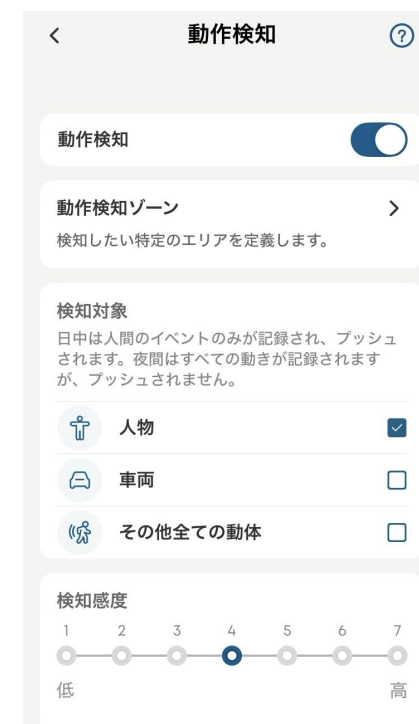 動作検知
動作検知
動作検知ゾーン
検知したい特定のエリアを定義します。
検知対象
日中は人間のイベントのみが記録され、プッシュ
されます。夜間はすべての動きが記録されます
が、プッシュされません。
人物
車両
その他全ての動体
検知感度
1 2 3 4 5 6 7
低 高